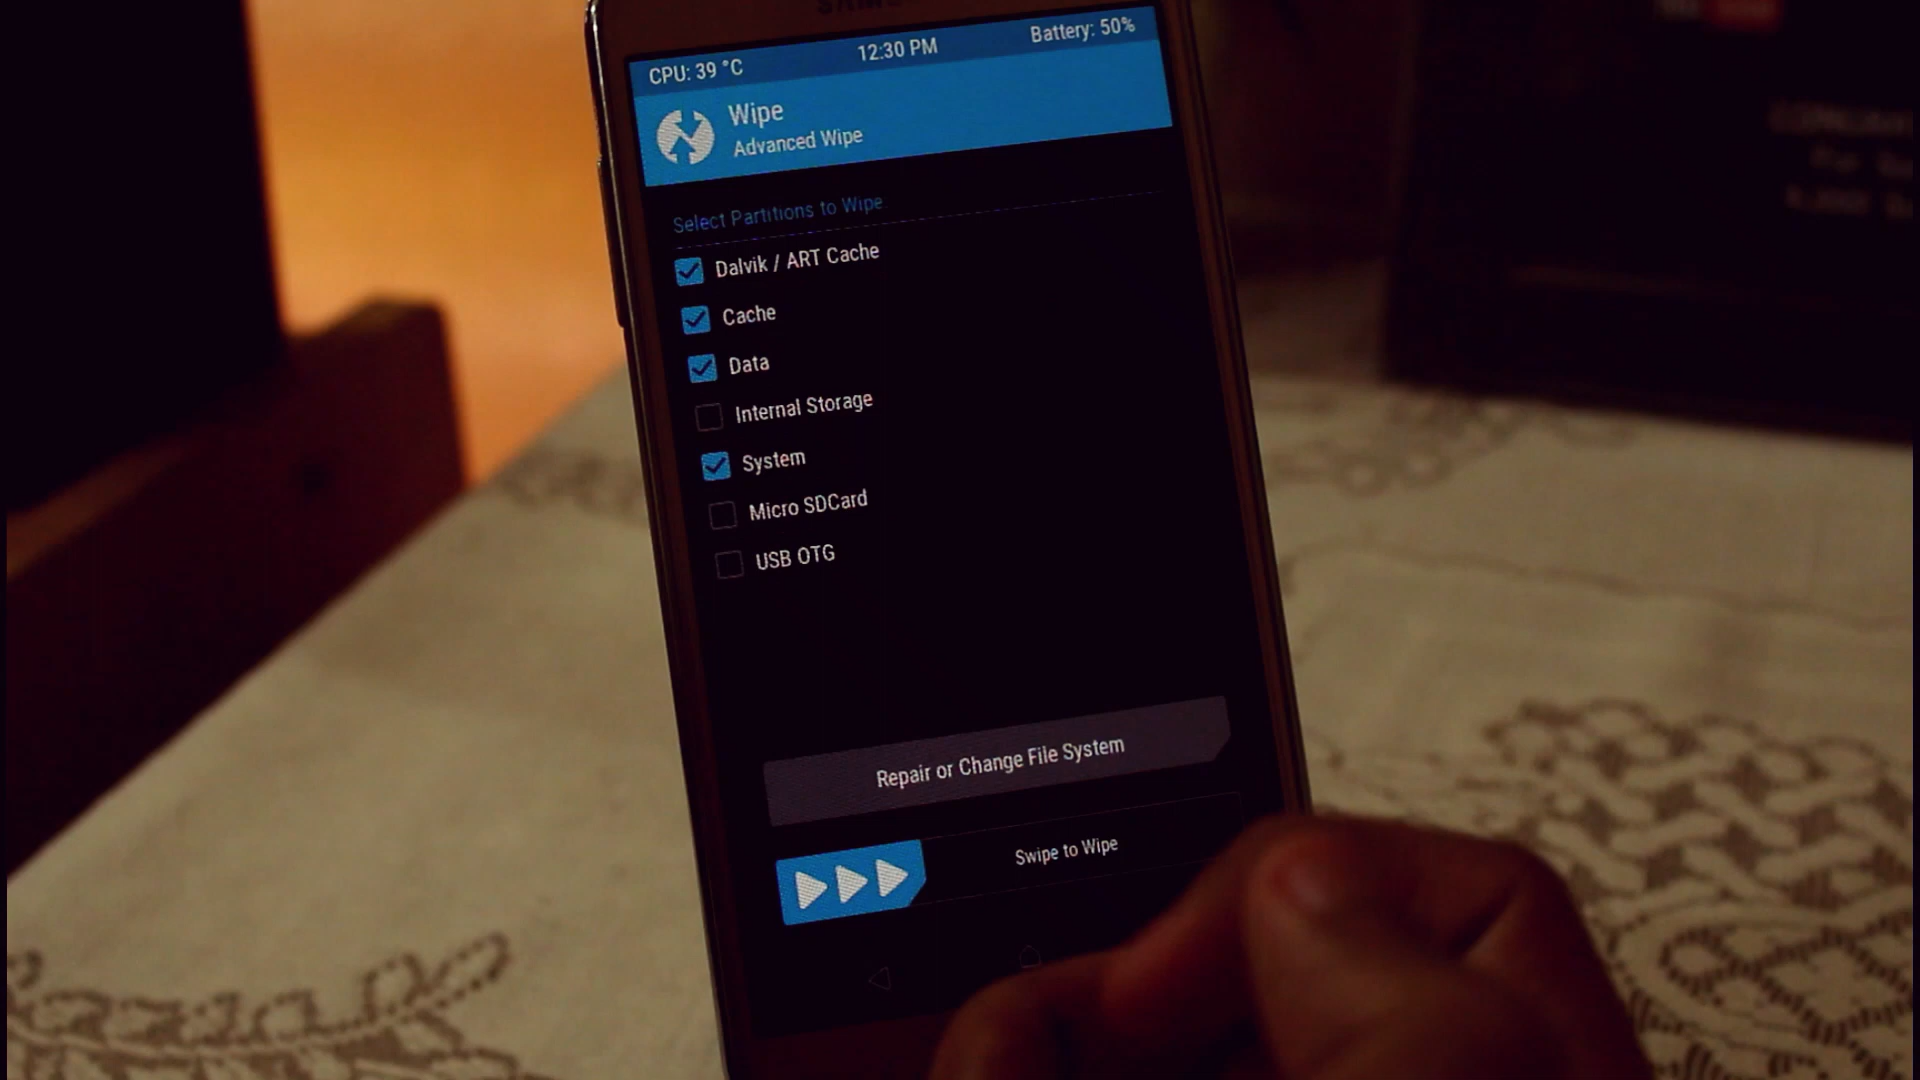 SAMSUNG
CPU: 39 °C
12:30 PM
Battery: 50%
Wipe
Advanced Wipe
Select Partitions to Wipe
Dalvik / ART Cache
Cache
Data
Internal Storage
System
Micro SDCard
USB OTG
Repair or Change File System
Swipe to Wipe